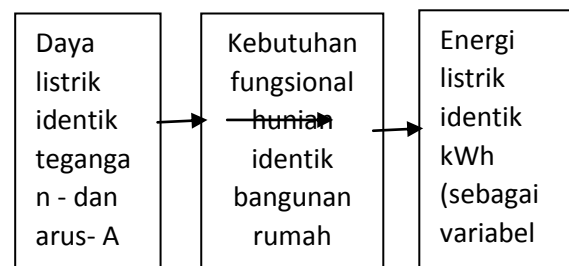 Daya
listrik
identik
teganga
n - dan
arus- A
Kebutuhan
fungsional
hunian
identik
bangunan
rumah
Energi
listrik
identik
kWh
(sebagai
variabel